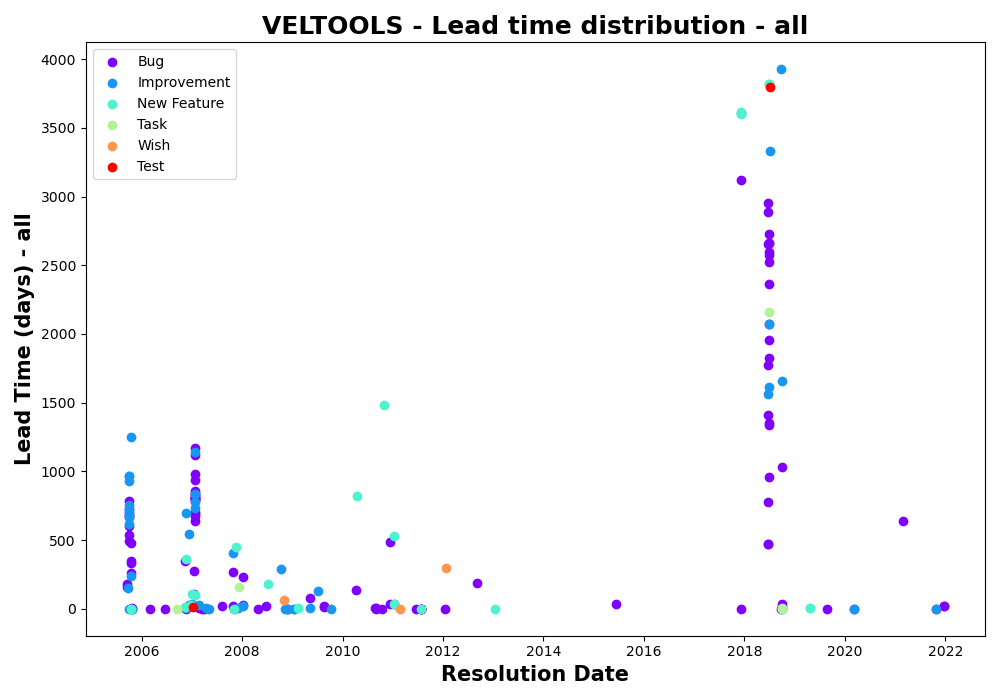 VELTOOLS - Lead time distribution - all
Lead Time (days) - all
4000
3500
3000
2500
2000
1500
1000
500
0
Bug
Improvement
New Feature
Task
Wish
Test
2006
2008
2010
2012
2014
2016
2018
2020
2022
Resolution Date